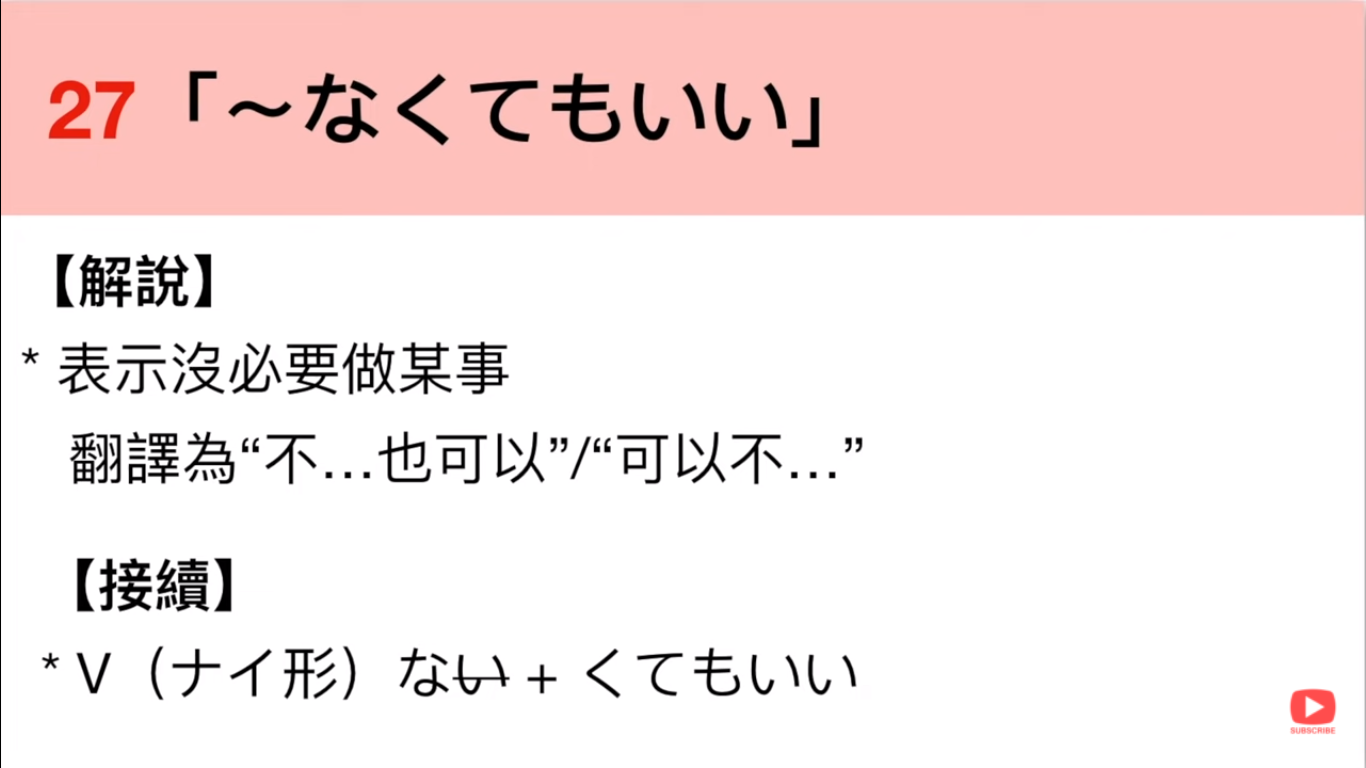 27「～なくてもいい」
【解說】
* 表示沒必要做某事
翻譯為“不…也可以”/“可以不…”
【接續】
* V（ナイ形）ない + くてもいい
SUBSCRIBE